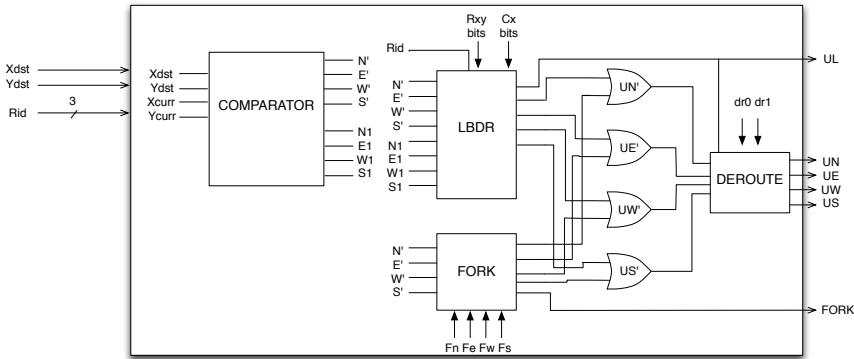 Xdst
Ydst
Rid
3
Xdst
Ydst
Xcurr
Ycurr
COMPARATOR
N'
E'
W'
S'
N1
E1
W1
S1
Rxy
bits
Cx
bits
Rid
N'
E'
W'
S'
N1
E1
W1
S1
LBDR
N'
E'
W'
S'
FORK
Fn Fe Fw Fs
UN'
UE'
UW'
US'
dr0 dr1
DEROUTE
UL
UN
UE
UW
US
FORK